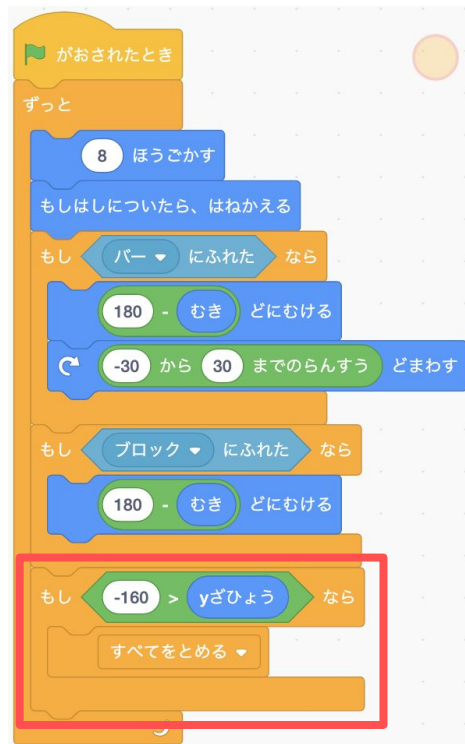 がおされたとき
ずっと
8 ほうごかす
もしはしについたら、はねかえる
もし バー にふれた なら
180 - むき どにむける
-30 から 30 までのらんすう どまわす
もし ブロック にふれた なら
180 - むき どにむける
もし -160 > yざひょう なら
すべてをとめる